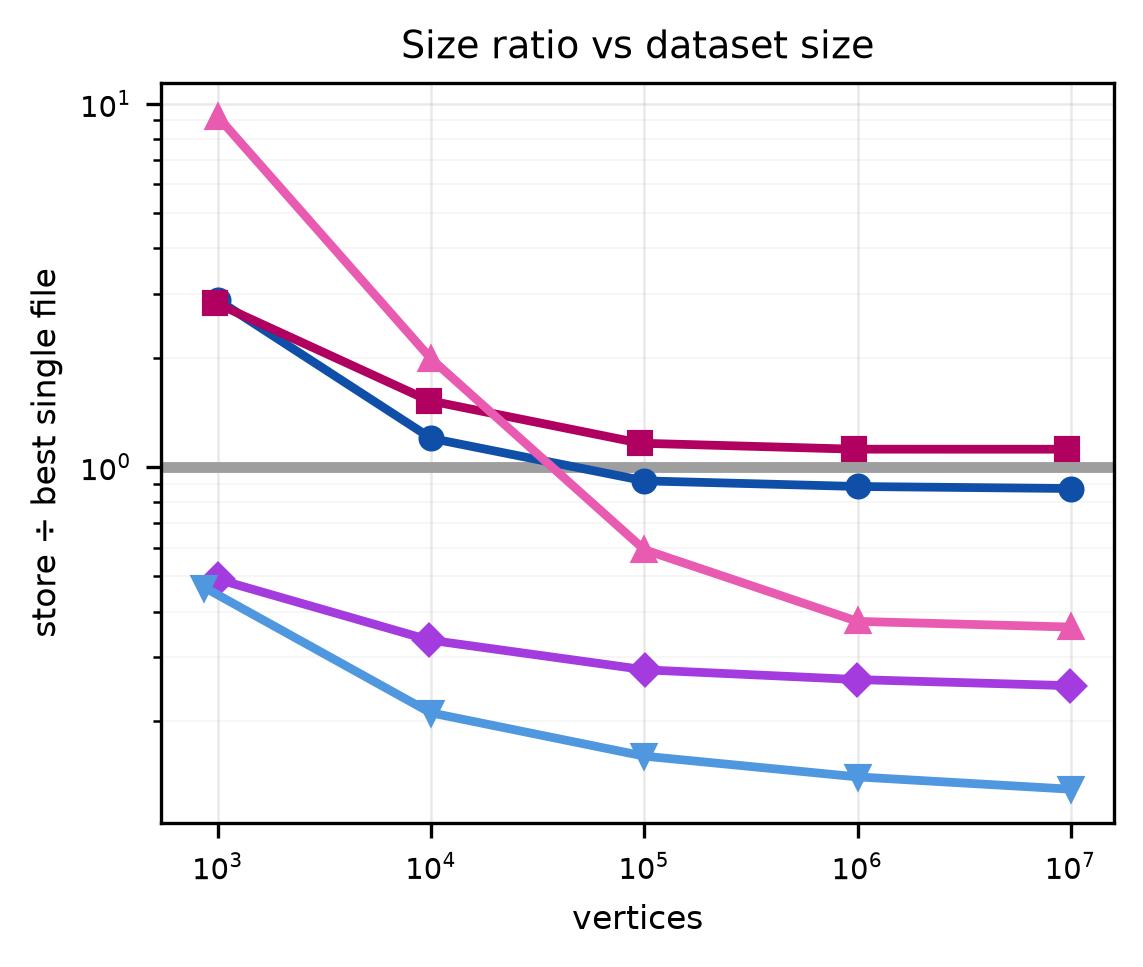 Size ratio vs dataset size
10¹
10⁰
store ÷ best single file
10³ 10⁴ 10⁵ 10⁶ 10⁷
vertices